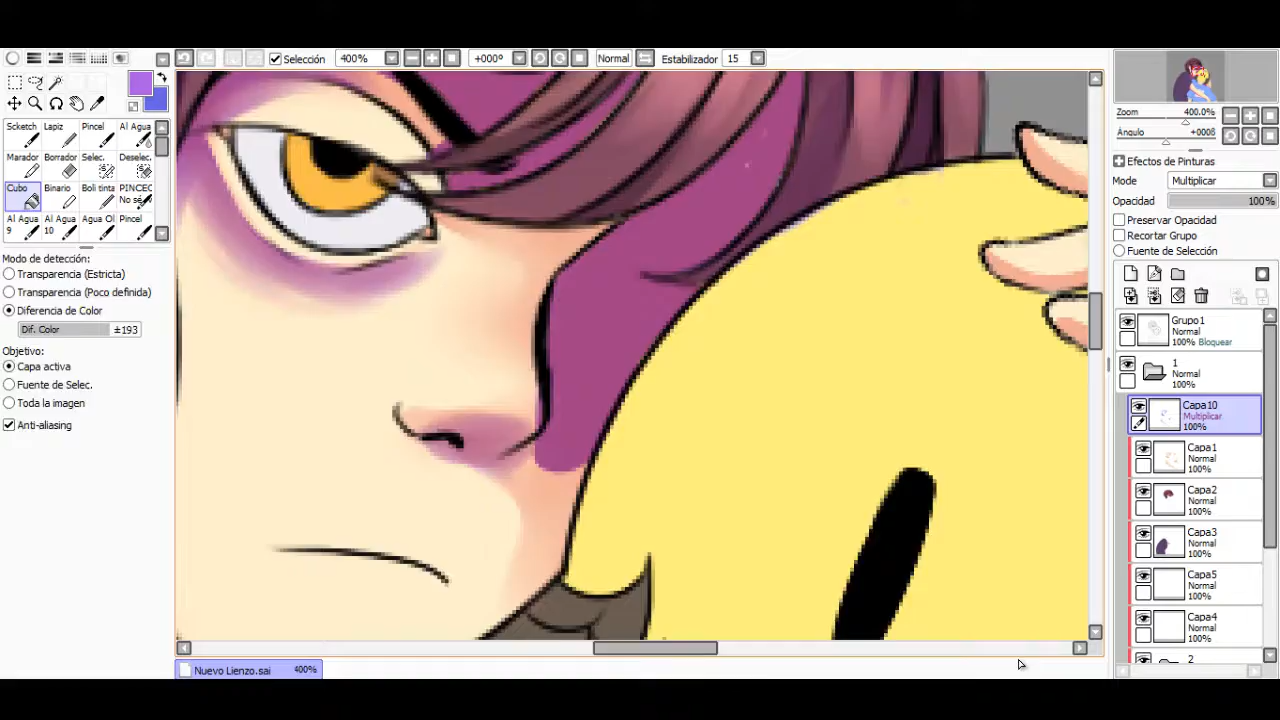 Selección 400% +000° Normal Estabilizador 15
Scketch Lapiz Pincel Al Agua
Marador Borrador Selec. Deselec.
Cubo Binario Boli tinta PINCEC
No sé
Al Agua Al Agua Agua Ol Pincel
9 10
Modo de detección:
Transparencia (Estricta)
Transparencia (Poco definida)
Diferencia de Color
Dif. Color ±193
Objetivo:
Capa activa
Fuente de Selec.
Toda la imagen
Anti-aliasing
Nuevo Lienzo.sai 400%
Zoom 400.0%
Ángulo +000θ
Efectos de Pinturas
Mode Multiplicar
Opacidad 100%
Preservar Opacidad
Recortar Grupo
Fuente de Selección
Grupo1
Normal
100% Bloquear
1
Normal
100%
Capa10
Multiplicar
100%
Capa1
Normal
100%
Capa2
Normal
100%
Capa3
Normal
100%
Capa5
Normal
100%
Capa4
Normal
100%
2